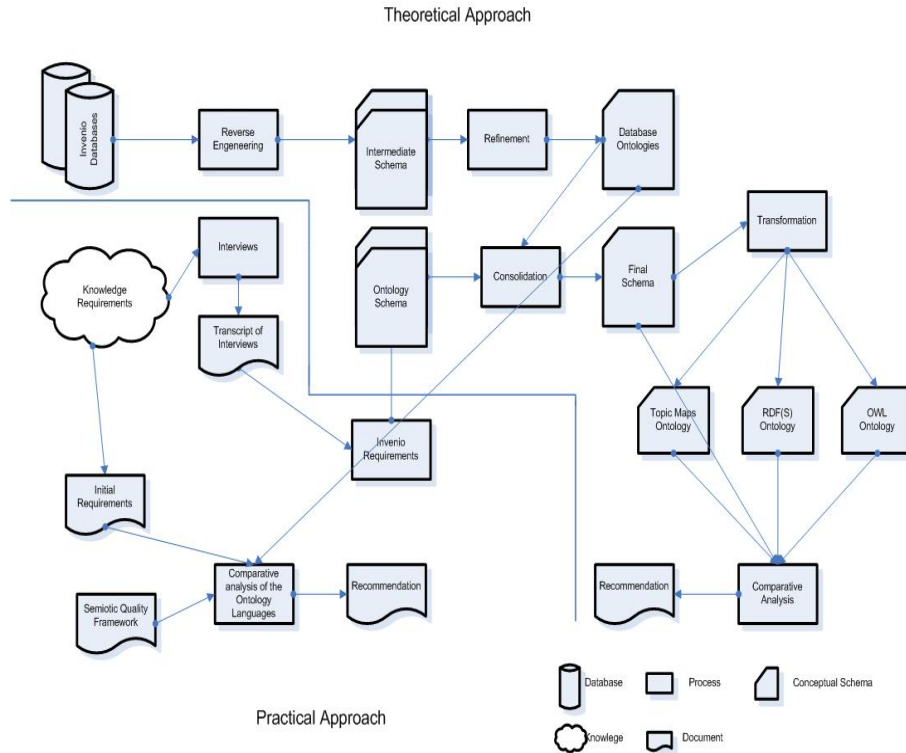 Theoretical Approach
Invenio
Databases
Reverse
Engeneering
Intermediate
Schema
Refinement
Database
Ontologies
Transformation
Interviews
Knowledge
Requirements
Ontology
Schema
Consolidation
Final
Schema
Transcript of
Interviews
Topic Maps
Ontology
RDF(S)
Ontology
OWL
Ontology
Invenio
Requirements
Initial
Requirements
Comparative
analysis of the
Ontology
Languages
Recommendation
Recommendation
Comparative
Analysis
Semiotic Quality
Framework
Database
Process
Conceptual Schema
Practical Approach
Knowlege
Document